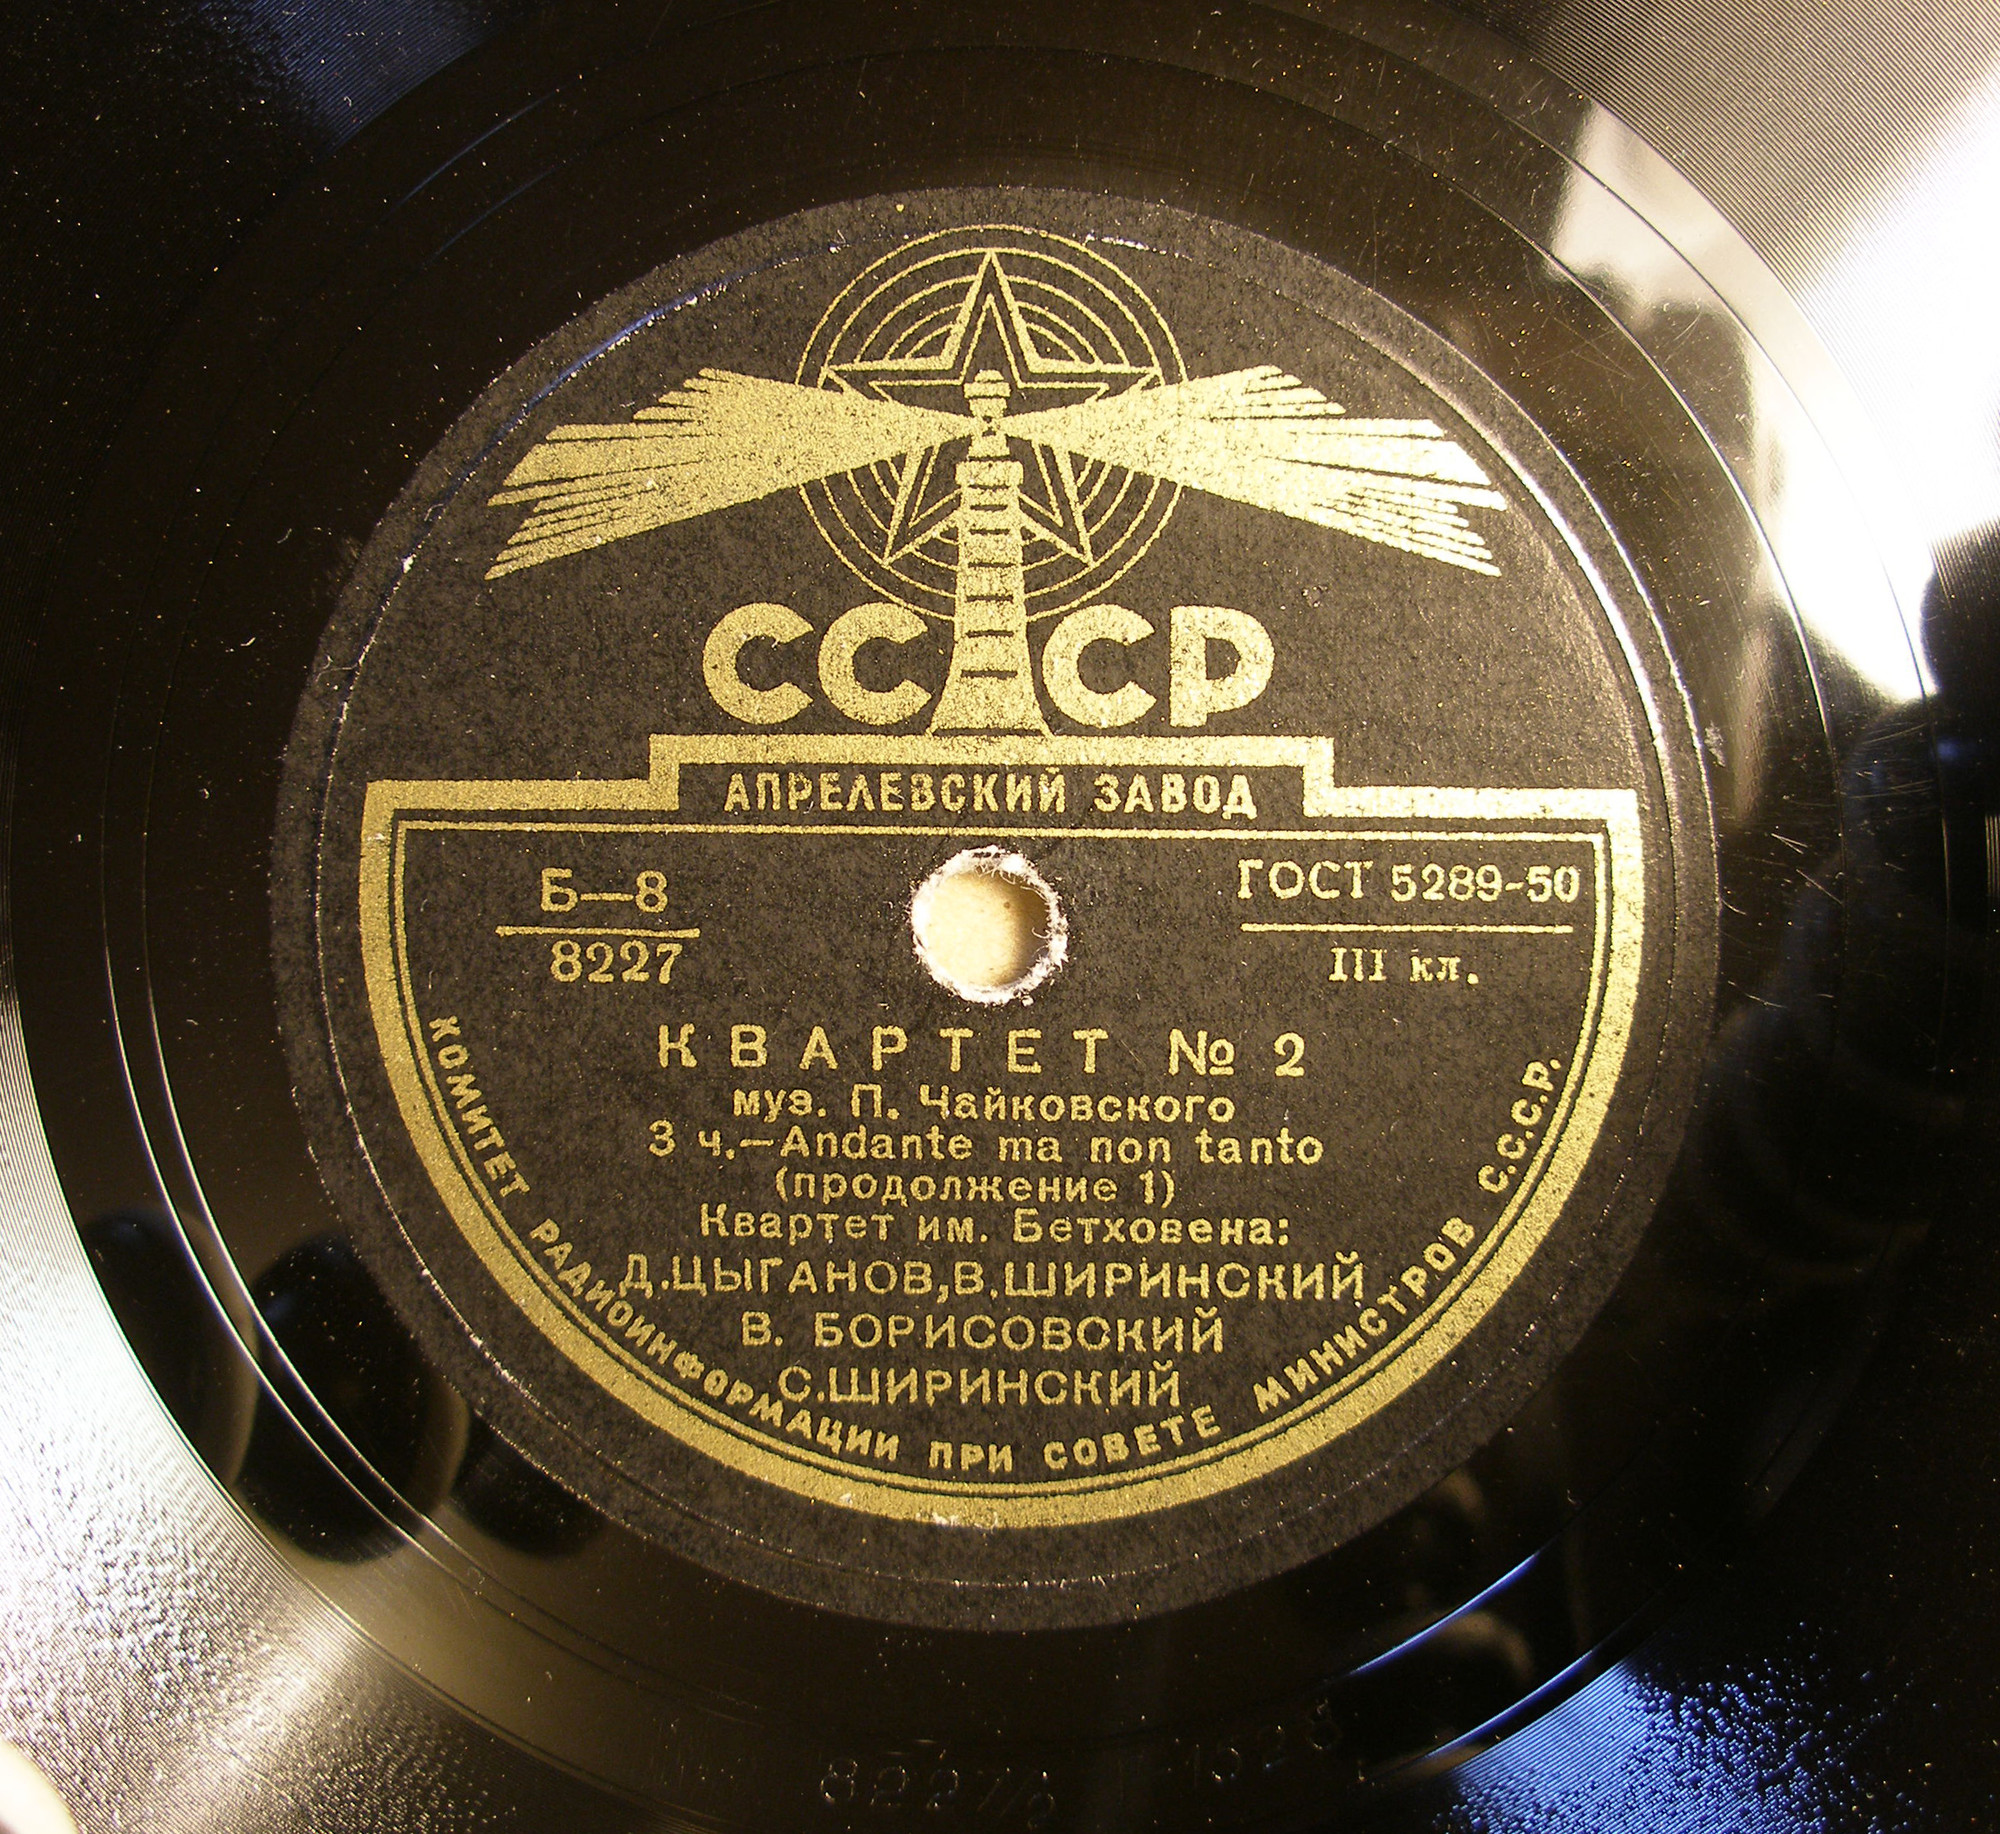 СССР
АПРЕЛЕВСКИЙ ЗАВОД
Б—8
8227
ГОСТ 5289-50
III кл.
КВАРТЕТ № 2
муз. П. Чайковского
3 ч.—Andante ma non tanto
(продолжение 1)
Квартет им. Бетховена:
Д.ЦЫГАНОВ,В.ШИРИНСКИЙ
В. БОРИСОВСКИЙ
С.ШИРИНСКИЙ
КОМИТЕТ РАДИОИНФОРМАЦИИ ПРИ СОВЕТЕ МИНИСТРОВ С.С.С.Р.